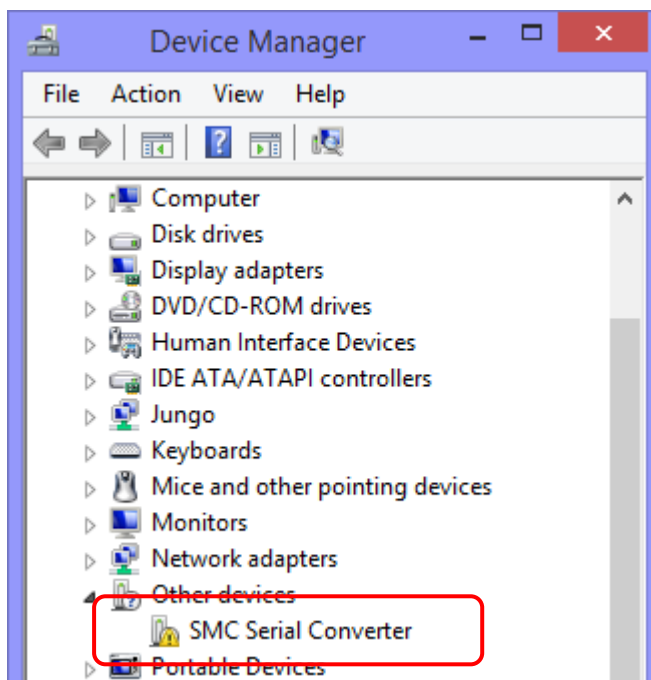 Device Manager
File Action View Help
Computer
Disk drives
Display adapters
DVD/CD-ROM drives
Human Interface Devices
IDE ATA/ATAPI controllers
Jungo
Keyboards
Mice and other pointing devices
Monitors
Network adapters
Other devices
SMC Serial Converter
Portable Devices